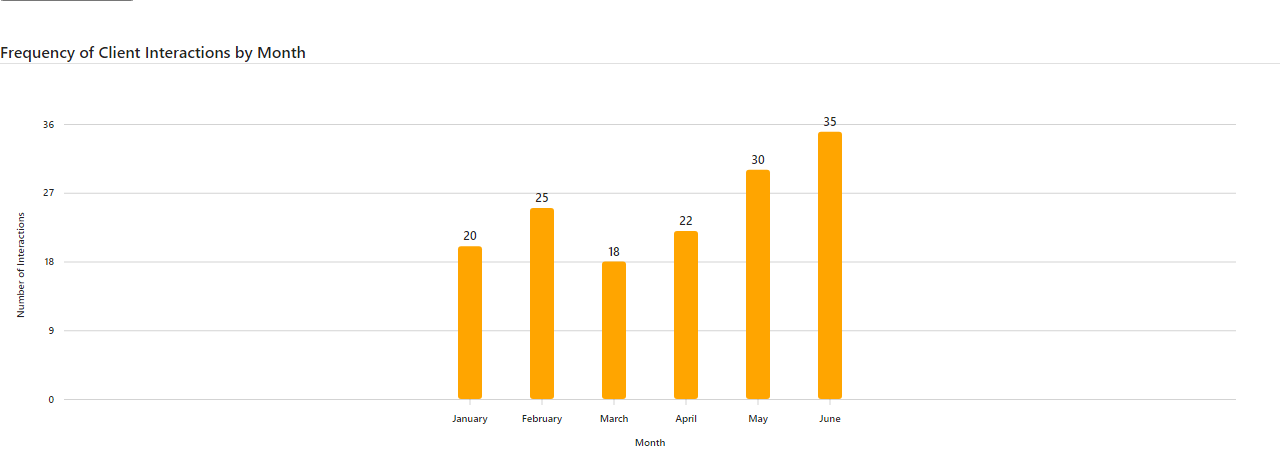 Frequency of Client Interactions by Month
Number of Interactions
36
27
18
9
0
20
25
18
22
30
35
January February March April May June
Month